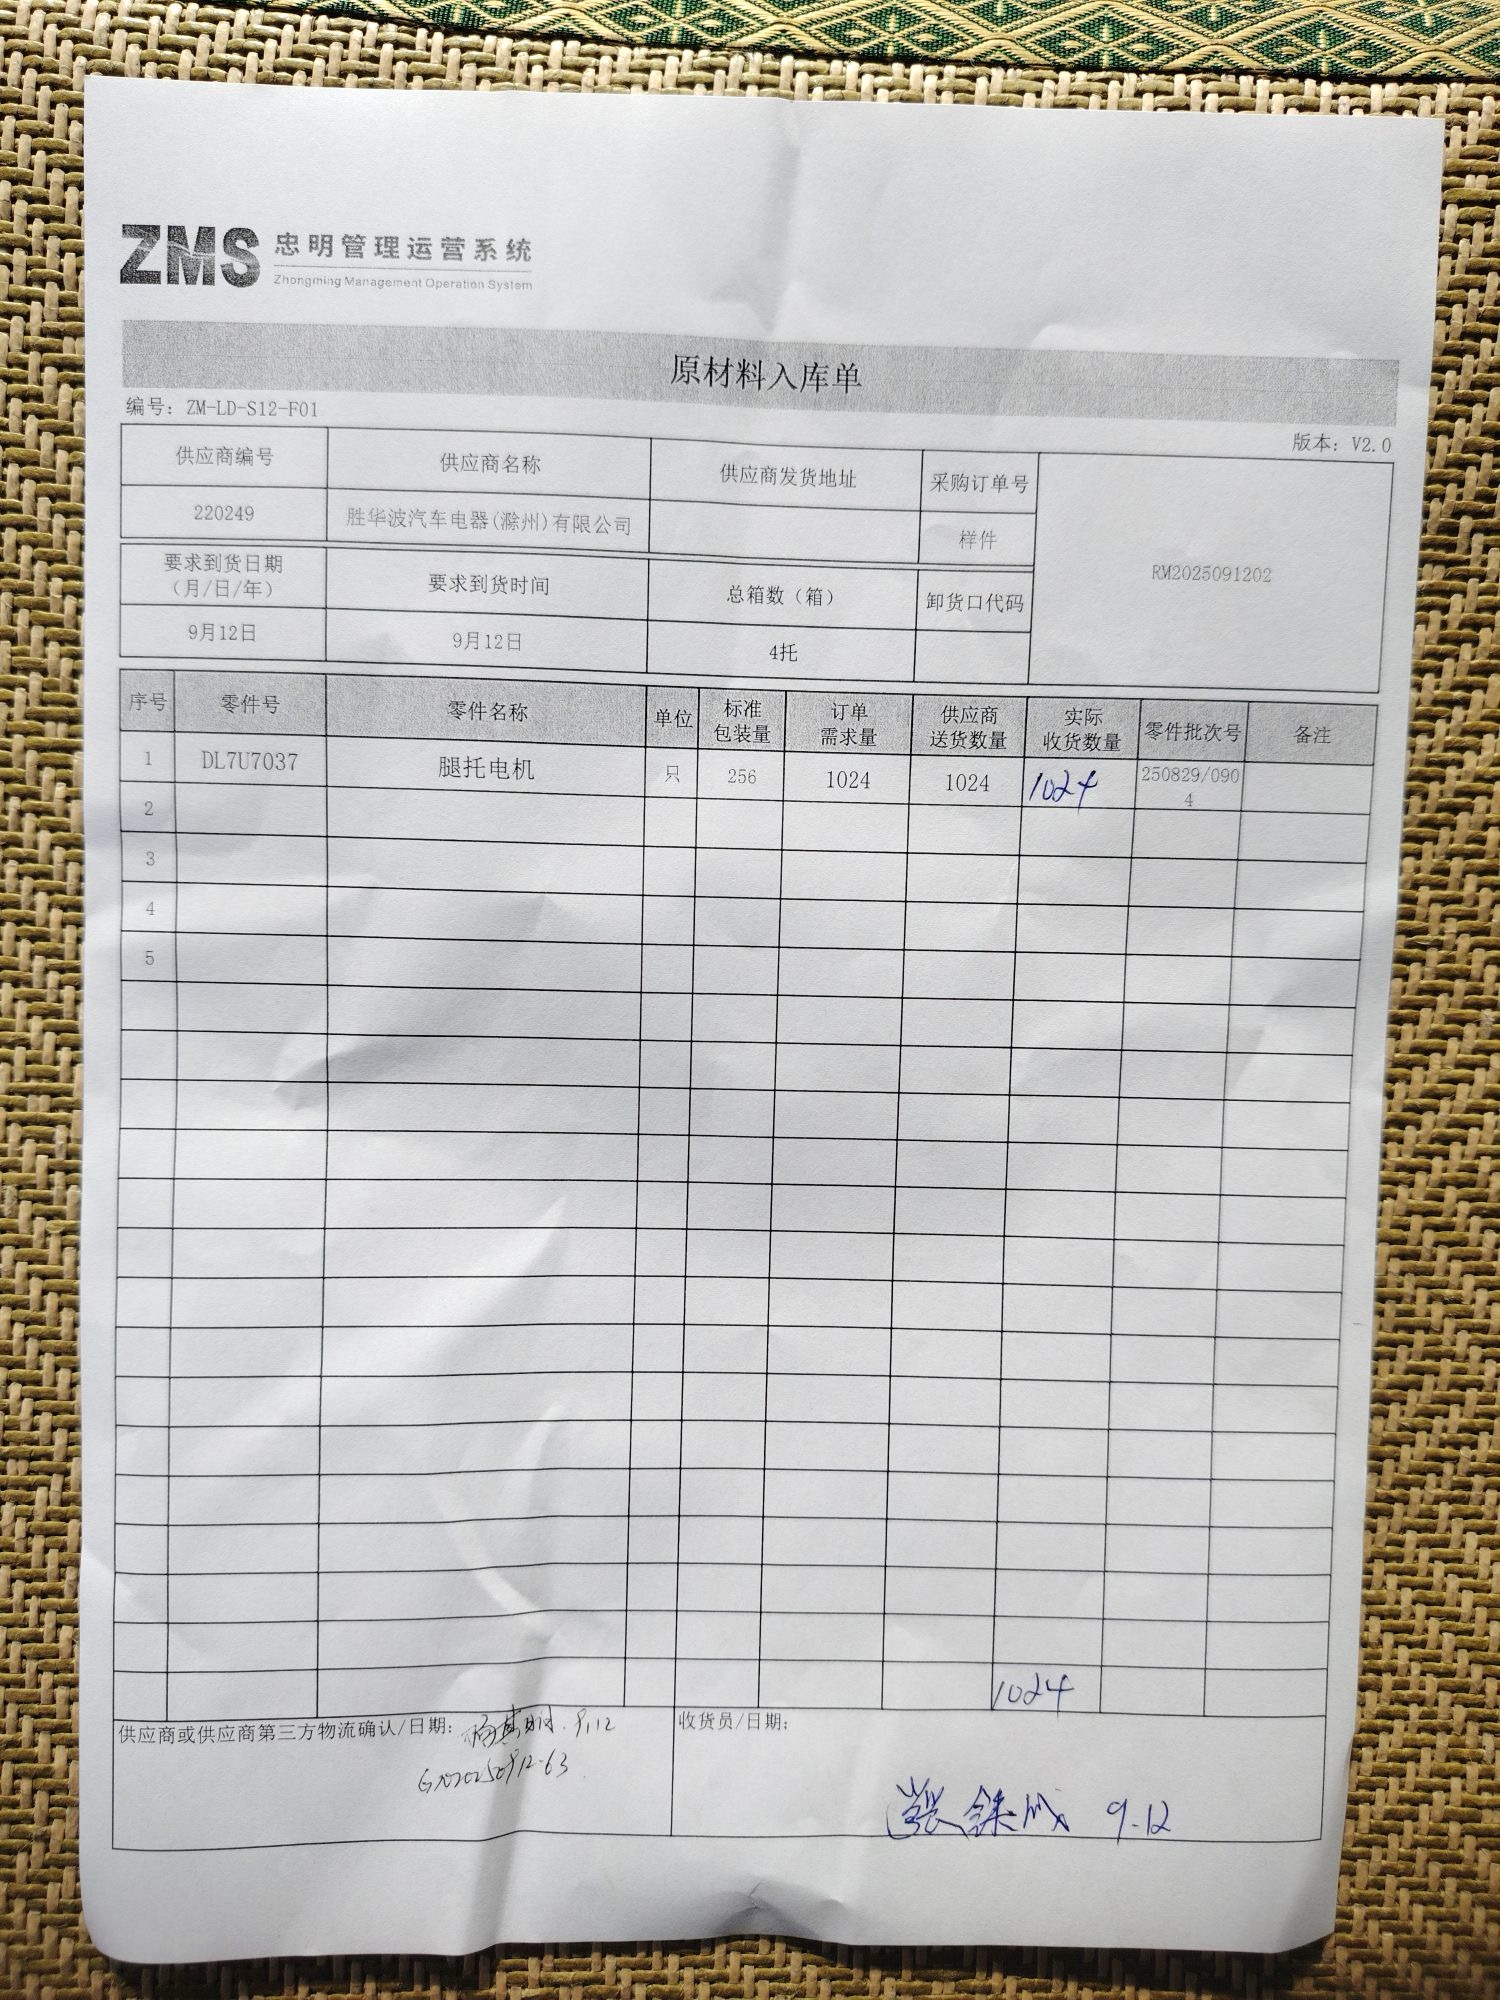 ZMS 忠明管理运营系统
Zhongming Management Operation System
原材料入库单
编号: ZM-LD-S12-F01
版本: V2.0
供应商编号 供应商名称 供应商发货地址 采购订单号
220249 胜华波汽车电器(滁州)有限公司 样件
RM2025091202
要求到货日期
(月/日/年) 要求到货时间 总箱数（箱） 卸货口代码
9月12日 9月12日 4托
序号 零件号 零件名称 单位 标准包装量 订单需求量 供应商送货数量 实际收货数量 零件批次号 备注
1 DL7U7037 腿托电机 只 256 1024 1024 1024 250829/0904
2
3
4
5
1024
供应商或供应商第三方物流确认/日期: 9.12
收货员/日期:
9.12